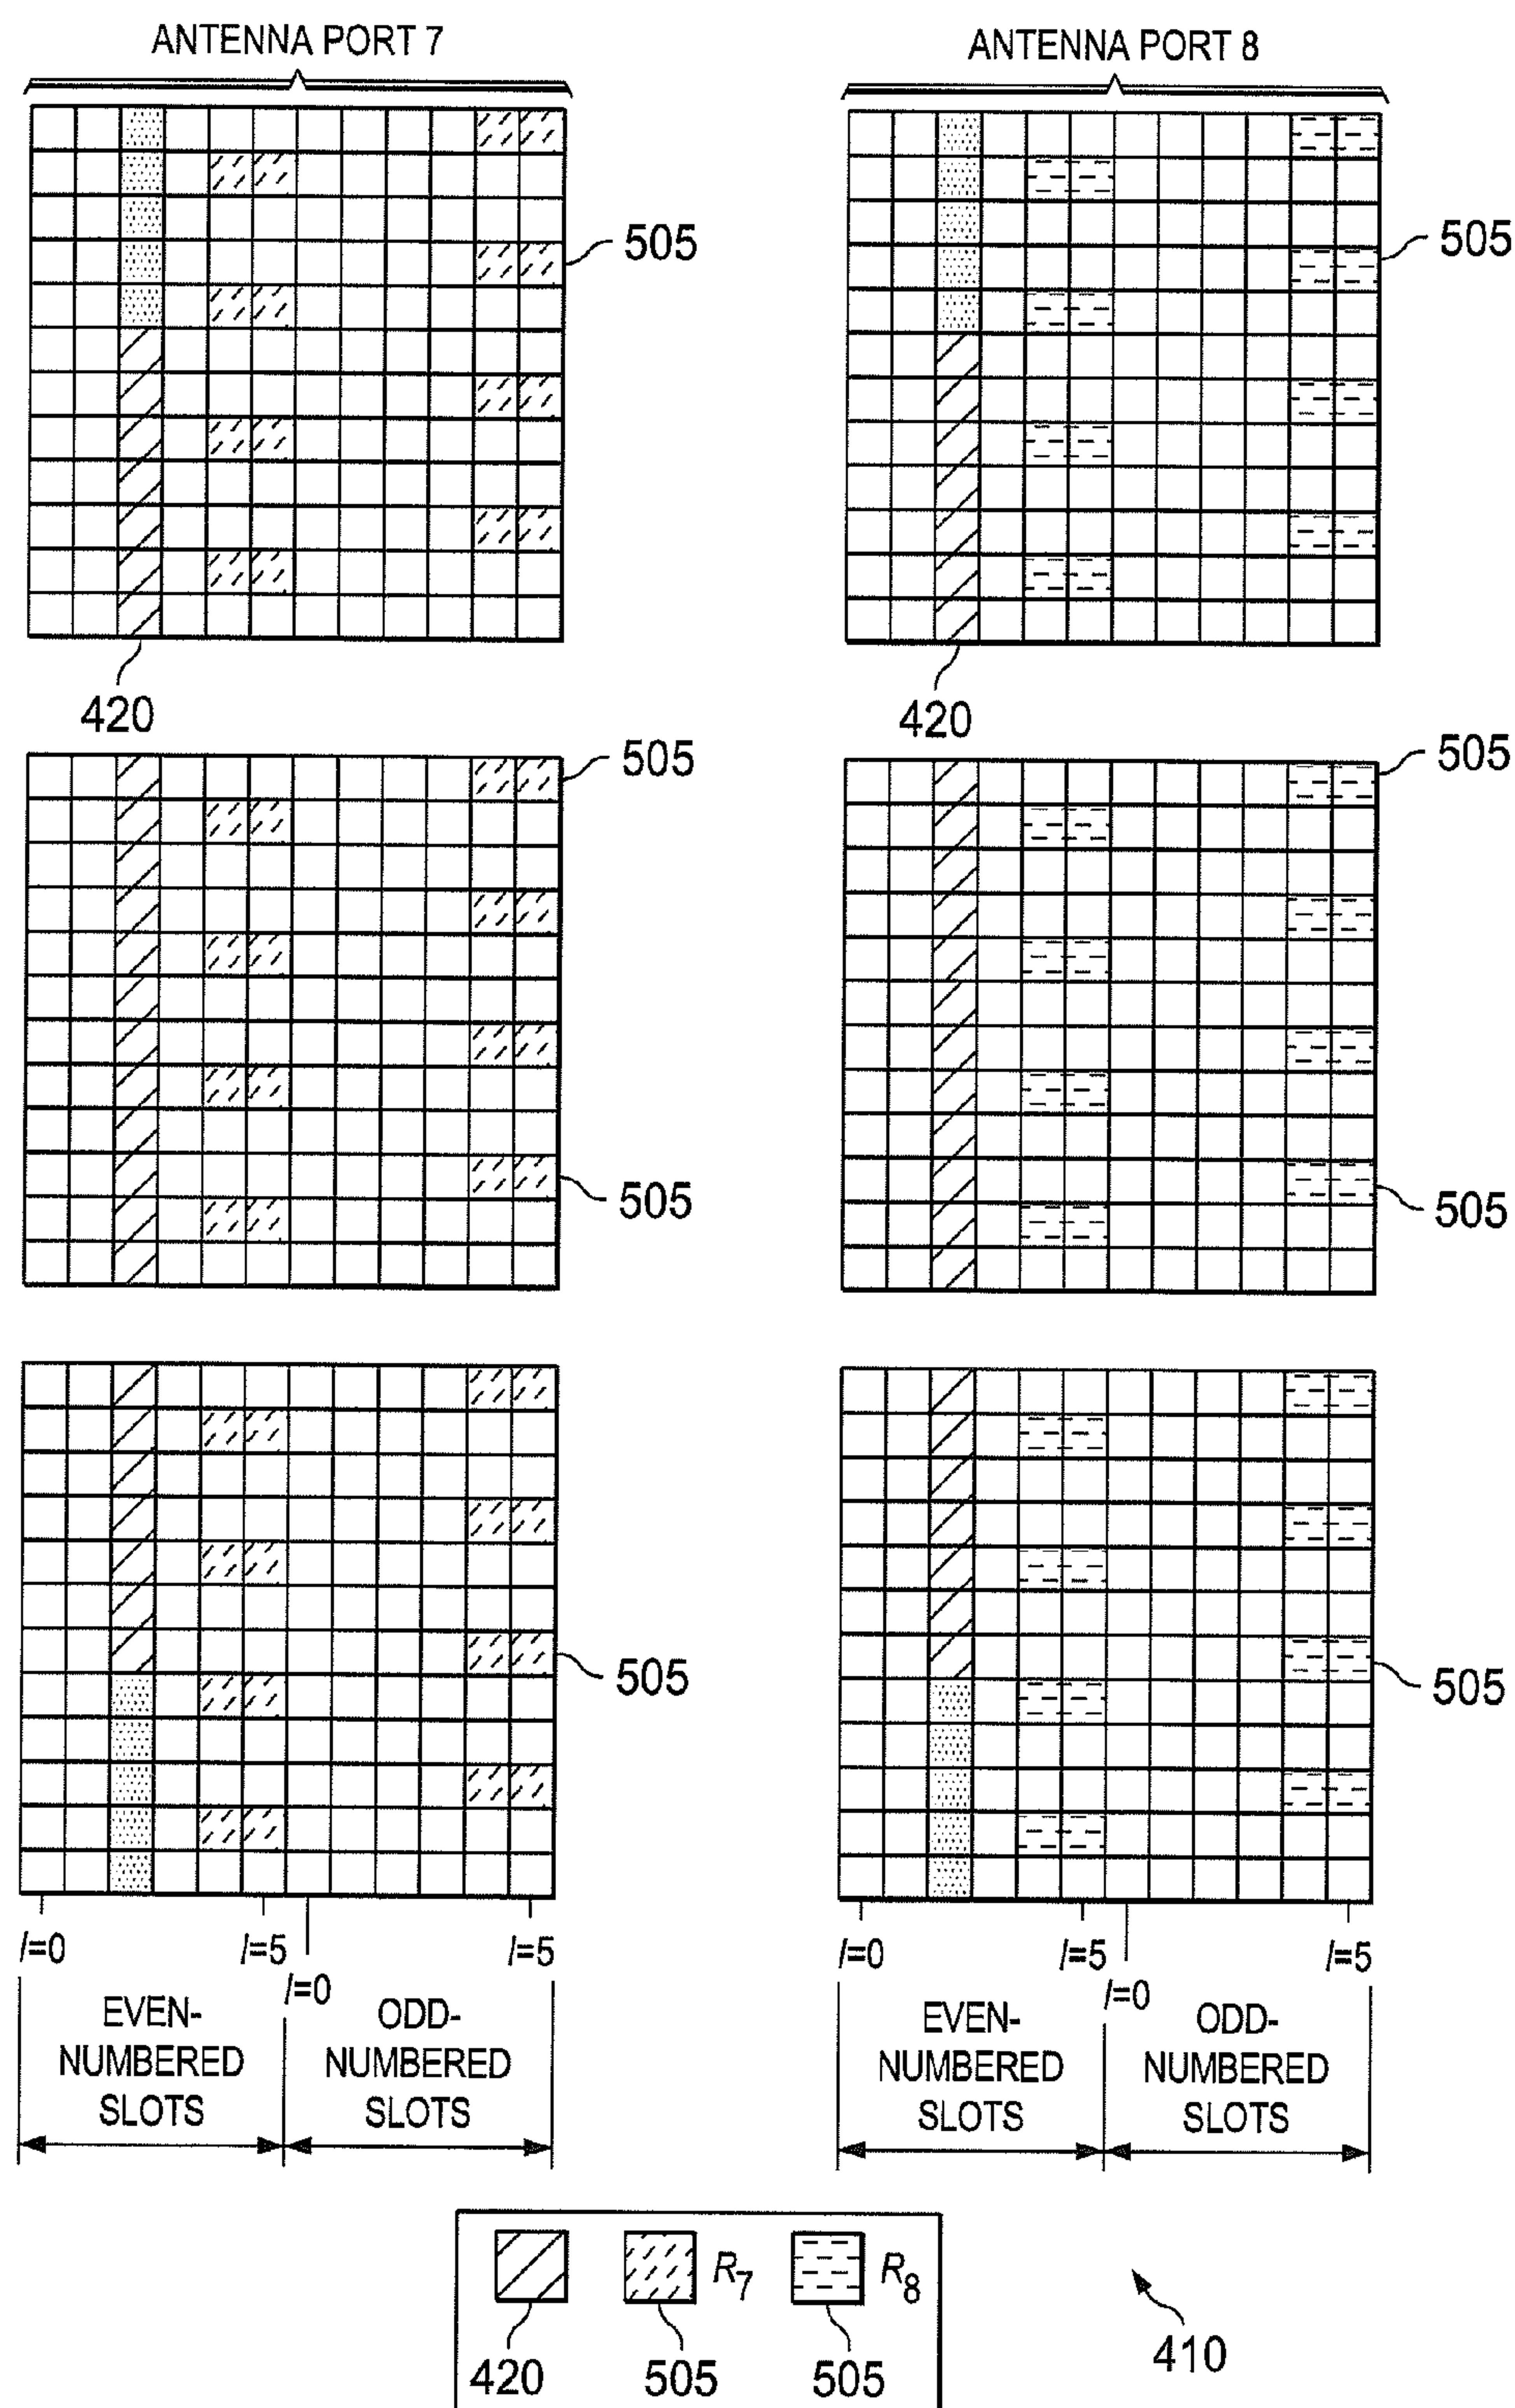 ANTENNA PORT 7
ANTENNA PORT 8
505
505
420
420
505
505
505
505
505
505
l=0
l=5
l=0
l=5
l=0
l=5
l=0
l=5
EVEN-
NUMBERED
SLOTS
ODD-
NUMBERED
SLOTS
EVEN-
NUMBERED
SLOTS
ODD-
NUMBERED
SLOTS
R7
R8
420
505
505
410